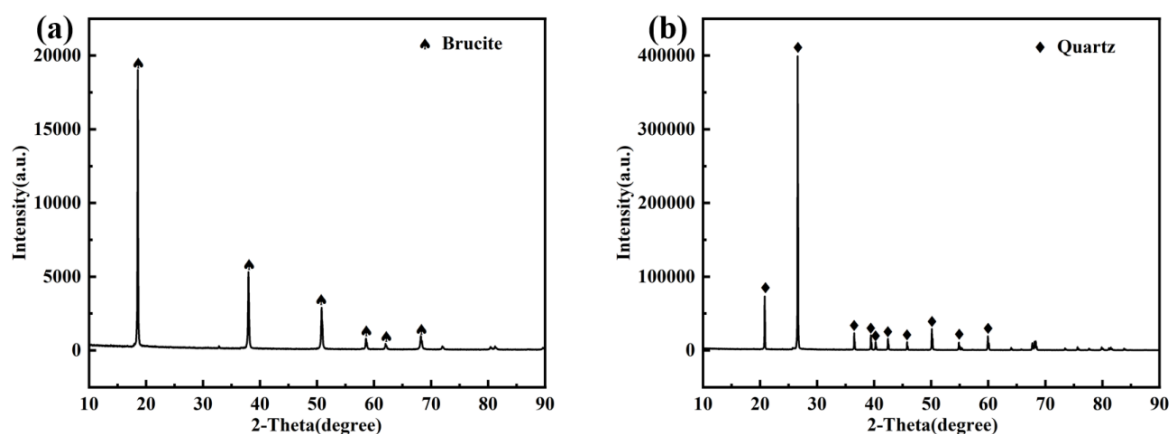 (a)
♠ Brucite
20000
15000
10000
5000
0
Intensity(a.u.)
10 20 30 40 50 60 70 80 90
2-Theta(degree)
(b)
♦ Quartz
400000
300000
200000
100000
0
Intensity(a.u.)
10 20 30 40 50 60 70 80 90
2-Theta(degree)